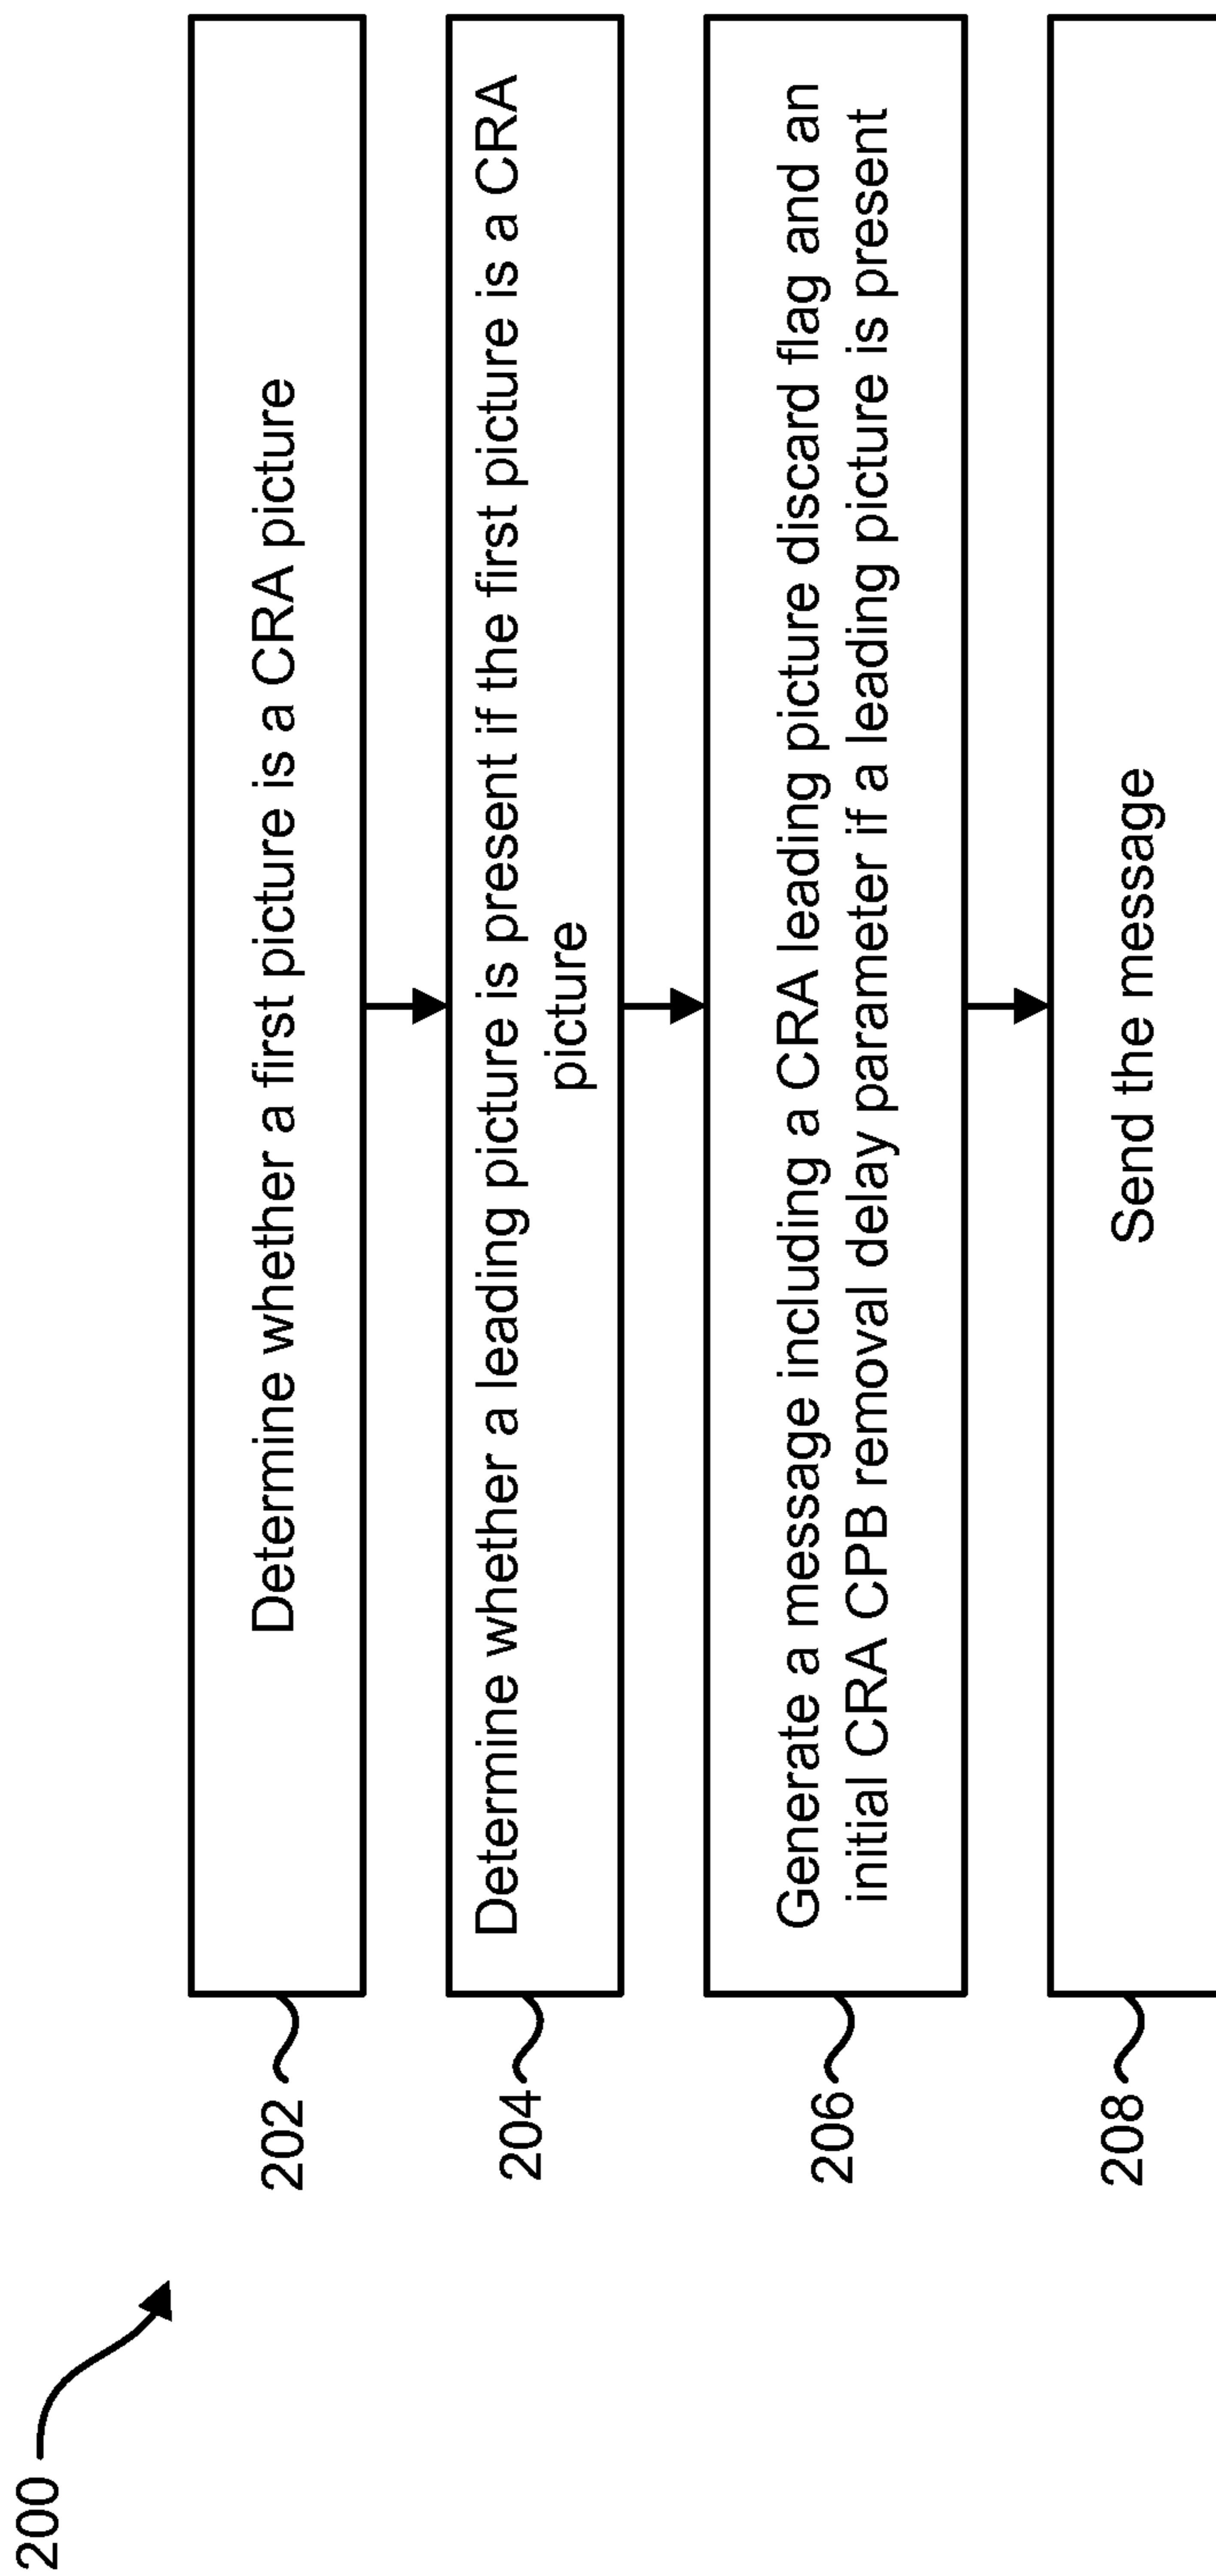 200
202
Determine whether a first picture is a CRA picture
204
Determine whether a leading picture is present if the first picture is a CRA
picture
206
Generate a message including a CRA leading picture discard flag and an
initial CRA CPB removal delay parameter if a leading picture is present
208
Send the message